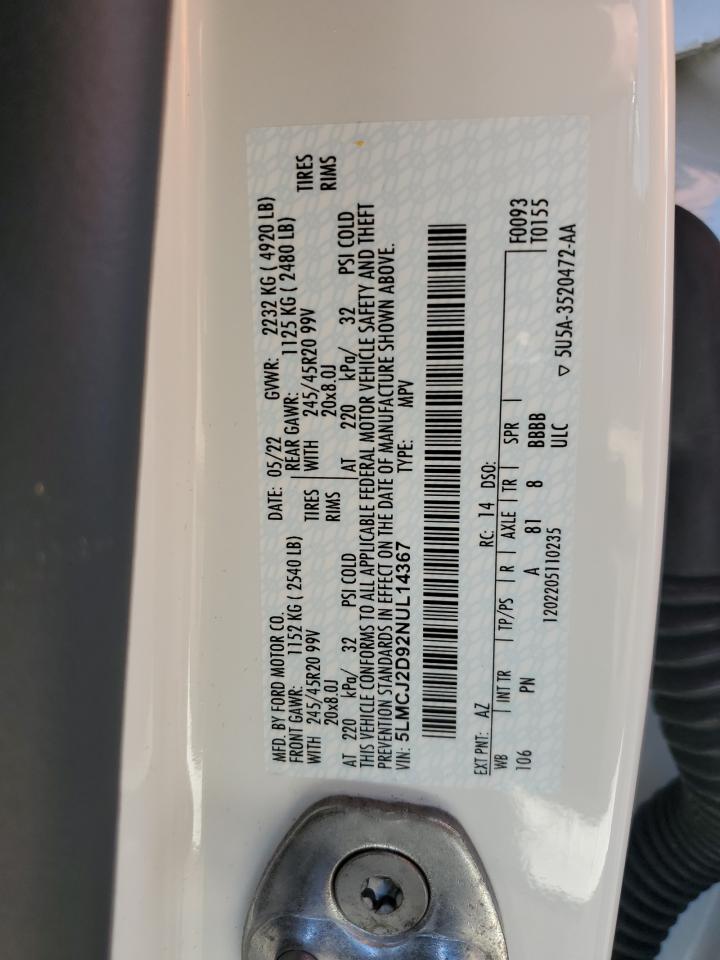 MFD. BY FORD MOTOR CO.
DATE: 05/22 GVWR: 2232 KG ( 4920 LB)
FRONT GAWR: 1152 KG ( 2540 LB) REAR GAWR: 1125 KG ( 2480 LB)
WITH 245/45R20 99V TIRES WITH 245/45R20 99V TIRES
20x8.0J RIMS 20x8.0J RIMS
AT 220 kPa/ 32 PSI COLD AT 220 kPa/ 32 PSI COLD
THIS VEHICLE CONFORMS TO ALL APPLICABLE FEDERAL MOTOR VEHICLE SAFETY AND THEFT
PREVENTION STANDARDS IN EFFECT ON THE DATE OF MANUFACTURE SHOWN ABOVE.
VIN: 5LMCJ2D92NUL14367 TYPE: MPV
EXT PNT: AZ RC: 14 DSO: F0093
WB INT TR TP/PS R AXLE TR SPR T0155
106 PN A 81 8 BBBB
ULC
1202205110235 ▽ 5U5A-3520472-AA